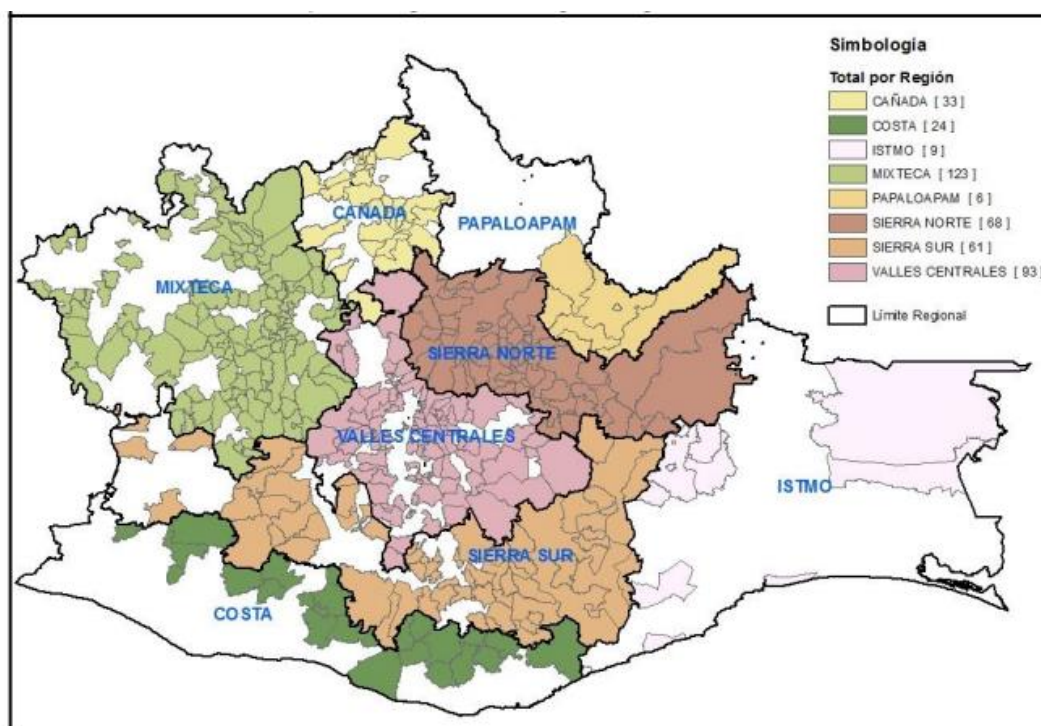 Simbología
Total por Región
CAÑADA [ 33 ]
COSTA [ 24 ]
ISTMO [ 9 ]
MIXTECA [ 123 ]
PAPALOAPAM [ 6 ]
SIERRA NORTE [ 68 ]
SIERRA SUR [ 61 ]
VALLES CENTRALES [ 93 ]
Límite Regional
CAÑADA
PAPALOAPAM
MIXTECA
SIERRA NORTE
VALLES CENTRALES
ISTMO
SIERRA SUR
COSTA